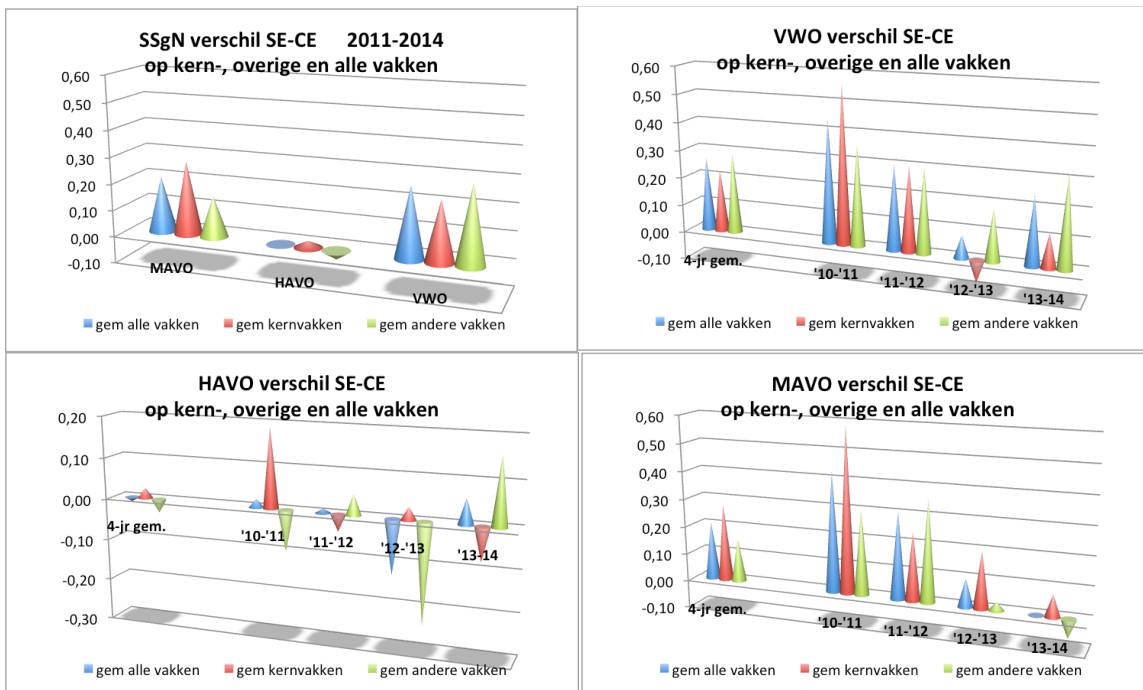 SSgN verschil SE-CE 2011-2014
op kern-, overige en alle vakken
0,60
0,50
0,40
0,30
0,20
0,10
0,00
-0,10
MAVO
HAVO
VWO
gem alle vakken gem kernvakken gem andere vakken
VWO verschil SE-CE
op kern-, overige en alle vakken
0,60
0,50
0,40
0,30
0,20
0,10
0,00
-0,10
4-jr gem.
'10-'11
'11-'12
'12-'13
'13-14
gem alle vakken gem kernvakken gem andere vakken
HAVO verschil SE-CE
op kern-, overige en alle vakken
0,20
0,10
0,00
-0,10
-0,20
-0,30
4-jr gem.
'10-'11
'11-'12
'12-'13
'13-14
gem alle vakken gem kernvakken gem andere vakken
MAVO verschil SE-CE
op kern-, overige en alle vakken
0,60
0,50
0,40
0,30
0,20
0,10
0,00
-0,10
4-jr gem.
'10-'11
'11-'12
'12-'13
'13-14
gem alle vakken gem kernvakken gem andere vakken